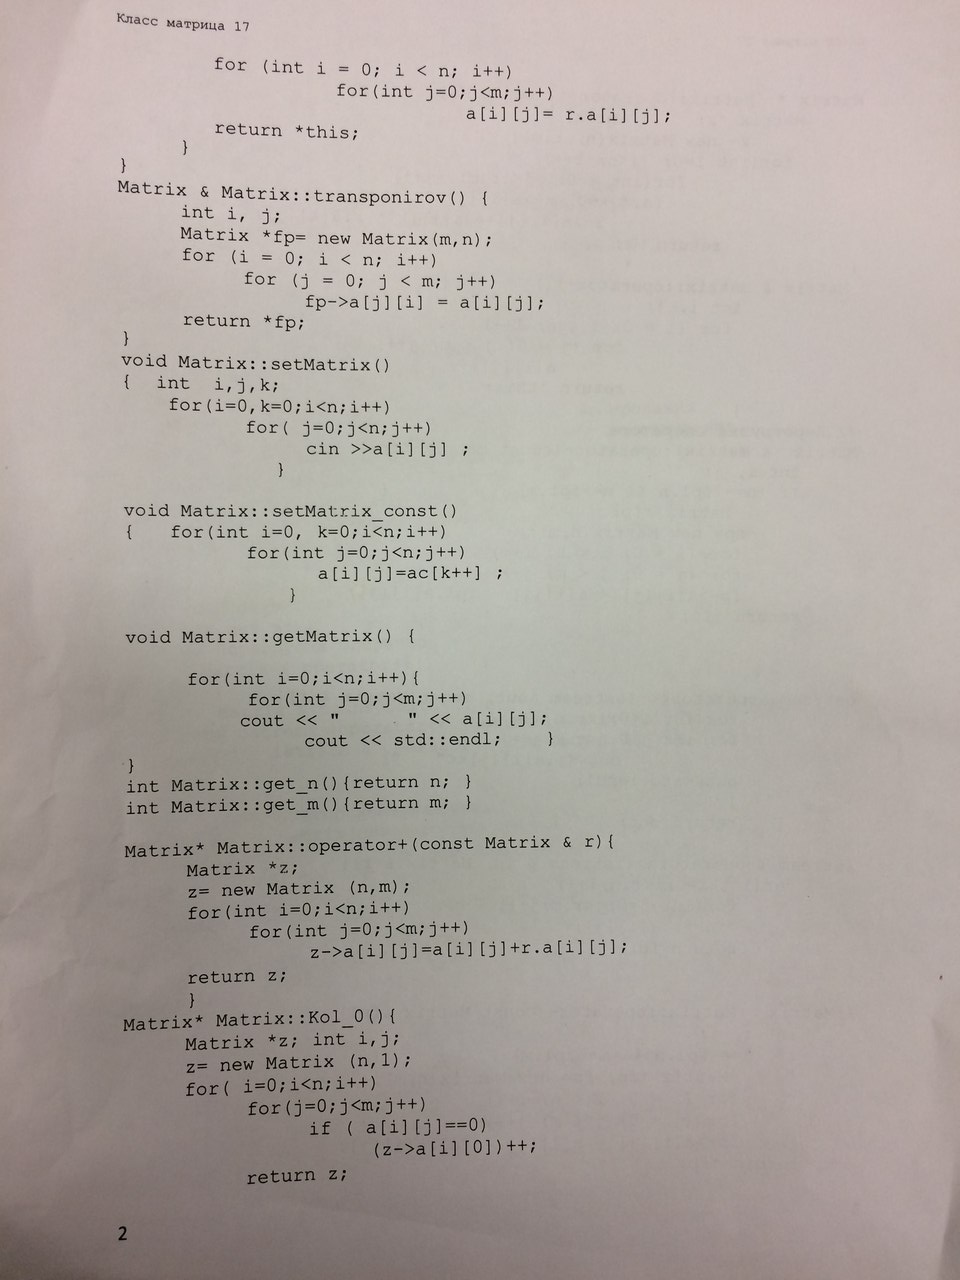 Класс матрица 17
for (int i = 0; i < n; i++)
for(int j=0;j<m;j++)
a[i][j]= r.a[i][j];
return *this;
}
}
Matrix & Matrix::transponirov() {
int i, j;
Matrix *fp= new Matrix(m,n);
for (i = 0; i < n; i++)
for (j = 0; j < m; j++)
fp->a[j][i] = a[i][j];
return *fp;
}
void Matrix::setMatrix()
{ int i,j,k;
for(i=0,k=0;i<n;i++)
for( j=0;j<n;j++)
cin >>a[i][j] ;
}
void Matrix::setMatrix_const()
{ for(int i=0, k=0;i<n;i++)
for(int j=0;j<n;j++)
a[i][j]=ac[k++] ;
}
void Matrix::getMatrix() {
for(int i=0;i<n;i++){
for(int j=0;j<m;j++)
cout << "      " << a[i][j];
cout << std::endl; }
}
int Matrix::get_n(){return n; }
int Matrix::get_m(){return m; }
Matrix* Matrix::operator+(const Matrix & r){
Matrix *z;
z= new Matrix (n,m);
for(int i=0;i<n;i++)
for(int j=0;j<m;j++)
z->a[i][j]=a[i][j]+r.a[i][j];
return z;
}
Matrix* Matrix::Kol_0(){
Matrix *z; int i,j;
z= new Matrix (n,1);
for( i=0;i<n;i++)
for(j=0;j<m;j++)
if ( a[i][j]==0)
(z->a[i][0])++;
return z;
2